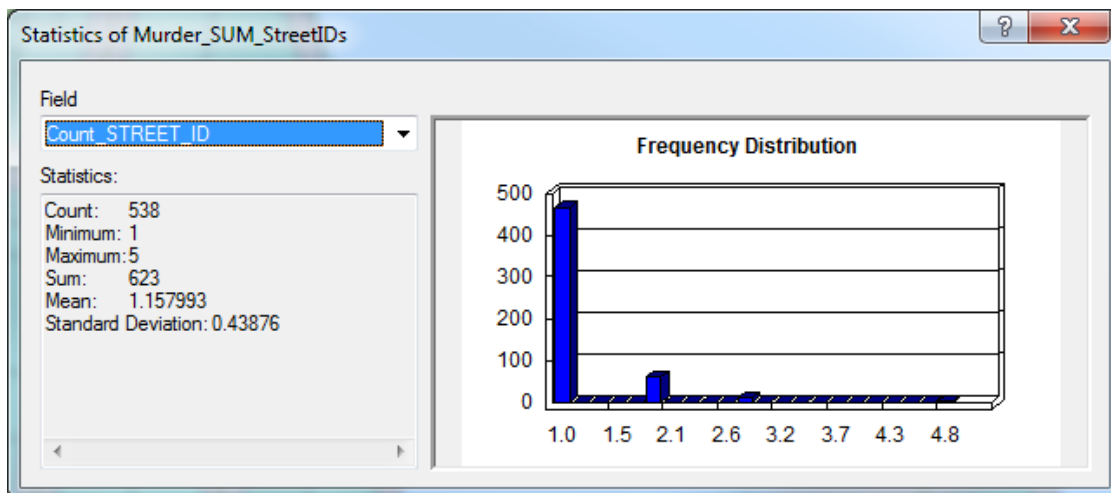 Statistics of Murder_SUM_StreetIDs
?
X
Field
Count_STREET_ID
Statistics:
Count: 538
Minimum: 1
Maximum:5
Sum: 623
Mean: 1.157993
Standard Deviation: 0.43876
Frequency Distribution
500
400
300
200
100
0
1.0 1.5 2.1 2.6 3.2 3.7 4.3 4.8